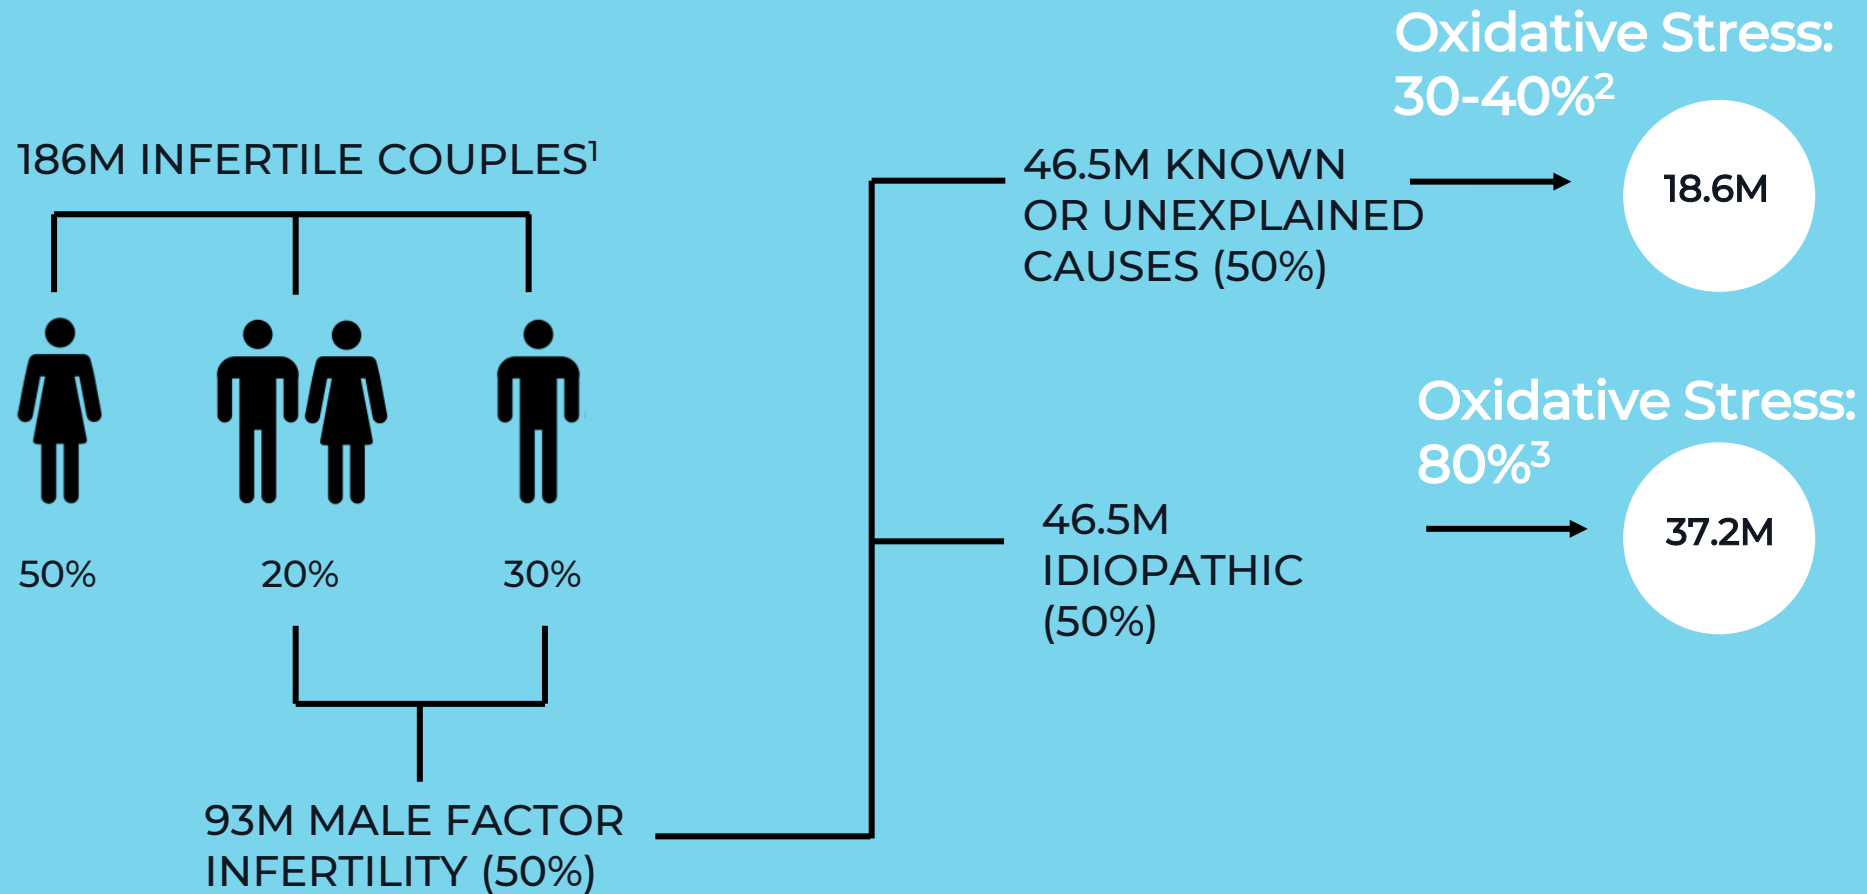 186M INFERTILE COUPLES¹
50%
20%
30%
93M MALE FACTOR
INFERTILITY (50%)
46.5M KNOWN
OR UNEXPLAINED
CAUSES (50%)
Oxidative Stress:
30-40%²
18.6M
46.5M
IDIOPATHIC
(50%)
Oxidative Stress:
80%³
37.2M